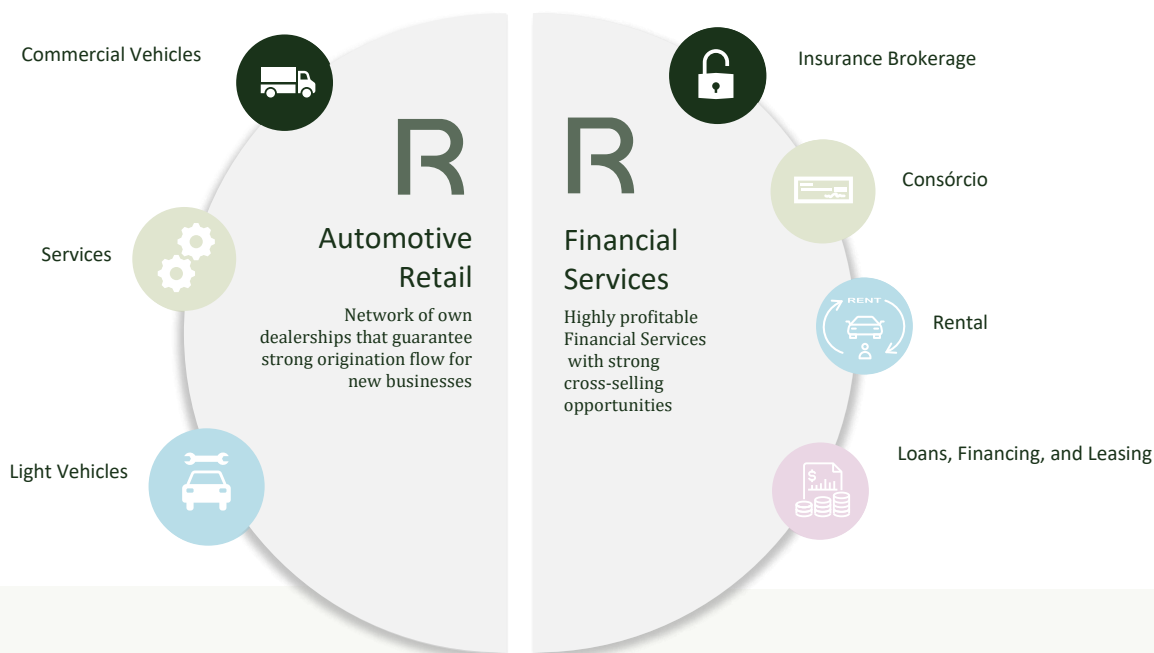 Commercial Vehicles
Services
Light Vehicles
R
Automotive
Retail
Network of own
dealerships that guarantee
strong origination flow for
new businesses
R
Financial
Services
Highly profitable
Financial Services
with strong
cross-selling
opportunities
Insurance Brokerage
Consórcio
RENT
Rental
$
Loans, Financing, and Leasing